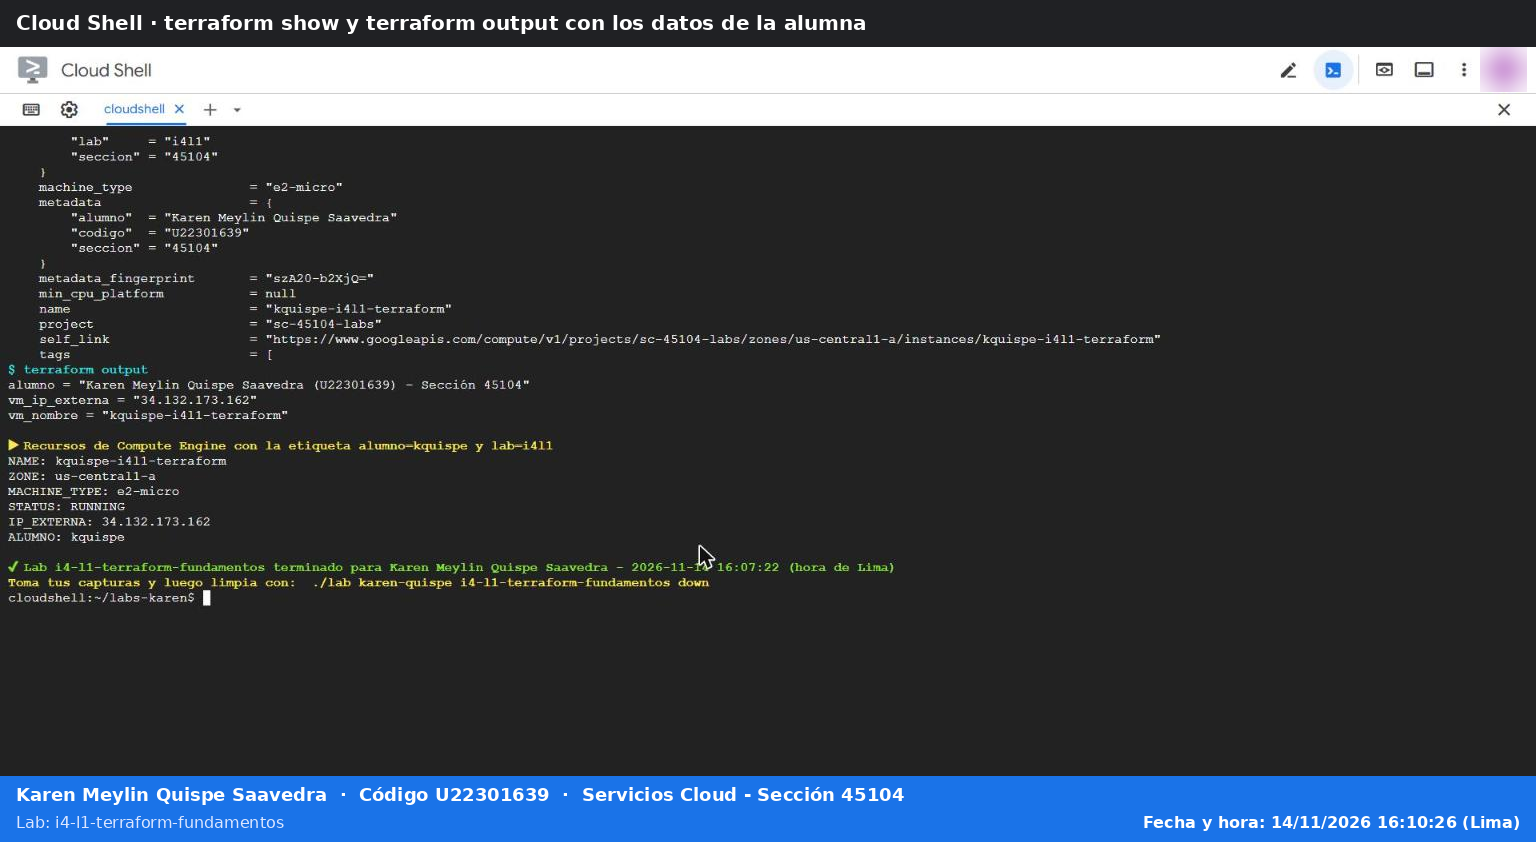 Cloud Shell · terraform show y terraform output con los datos de la alumna
Cloud Shell
cloudshell
"lab" = "i4l1"
"seccion" = "45104"
}
machine_type = "e2-micro"
metadata = {
"alumno" = "Karen Meylin Quispe Saavedra"
"codigo" = "U22301639"
"seccion" = "45104"
}
metadata_fingerprint = "szA20-b2XjQ="
min_cpu_platform = null
name = "kquispe-i4l1-terraform"
project = "sc-45104-labs"
self_link = "https://www.googleapis.com/compute/v1/projects/sc-45104-labs/zones/us-central1-a/instances/kquispe-i4l1-terraform"
tags = [
$ terraform output
alumno = "Karen Meylin Quispe Saavedra (U22301639) - Sección 45104"
vm_ip_externa = "34.132.173.162"
vm_nombre = "kquispe-i4l1-terraform"
▶ Recursos de Compute Engine con la etiqueta alumno=kquispe y lab=i4l1
NAME: kquispe-i4l1-terraform
ZONE: us-central1-a
MACHINE_TYPE: e2-micro
STATUS: RUNNING
IP_EXTERNA: 34.132.173.162
ALUMNO: kquispe
✔ Lab i4-l1-terraform-fundamentos terminado para Karen Meylin Quispe Saavedra - 2026-11-14 16:07:22 (hora de Lima)
Toma tus capturas y luego limpia con: ./lab karen-quispe i4-l1-terraform-fundamentos down
cloudshell:~/labs-karen$
Karen Meylin Quispe Saavedra · Código U22301639 · Servicios Cloud - Sección 45104
Lab: i4-l1-terraform-fundamentos
Fecha y hora: 14/11/2026 16:10:26 (Lima)